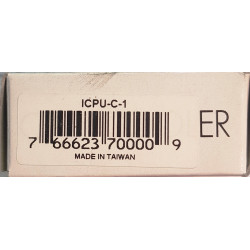 ICPU-C-1
7 66623 70000 9
MADE IN TAIWAN
ER